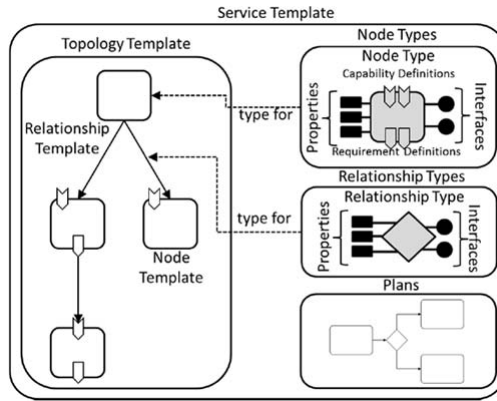 Service Template
Topology Template
Relationship
Template
Node
Template
type for
type for
Node Types
Node Type
Capability Definitions
Properties
Interfaces
Requirement Definitions
Relationship Types
Relationship Type
Properties
Interfaces
Plans